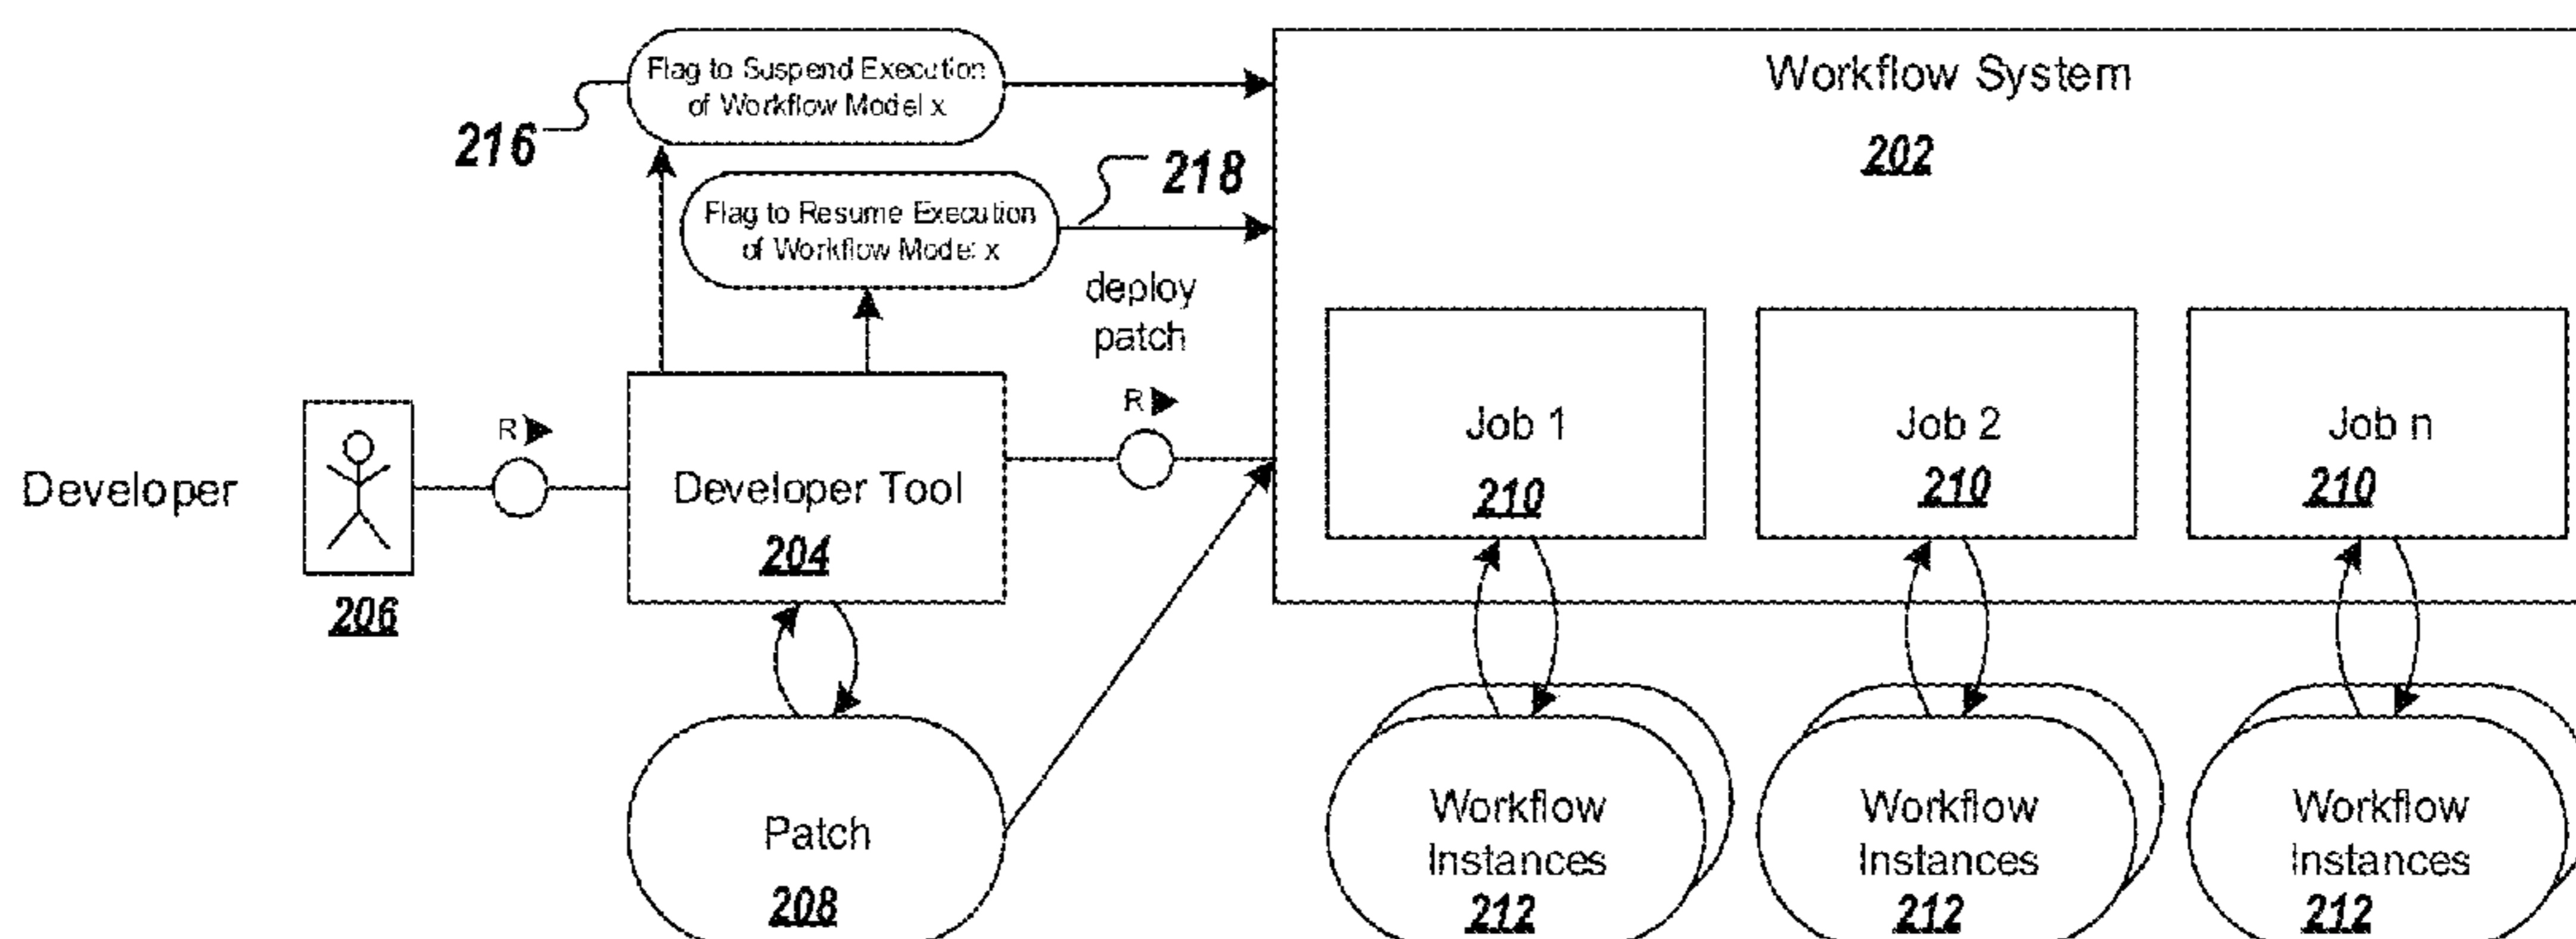 Flag to Suspend Execution
of Workflow Model x
216
Workflow System
202
218
Flag to Resume Execution
of Workflow Model x
deploy
patch
R
R
Developer
206
Developer Tool
204
Job 1
210
Job 2
210
Job n
210
Patch
208
Workflow
Instances
212
Workflow
Instances
212
Workflow
Instances
212